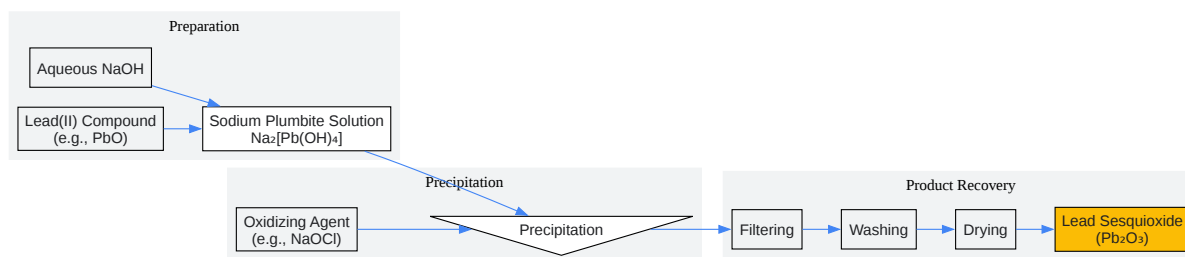 Preparation
Aqueous NaOH
Lead(II) Compound
(e.g., PbO)
Sodium Plumbite Solution
Na₂[Pb(OH)₄]
Precipitation
Oxidizing Agent
(e.g., NaOCl)
Precipitation
Product Recovery
Filtering
Washing
Drying
Lead Sesquioxide
(Pb₂O₃)